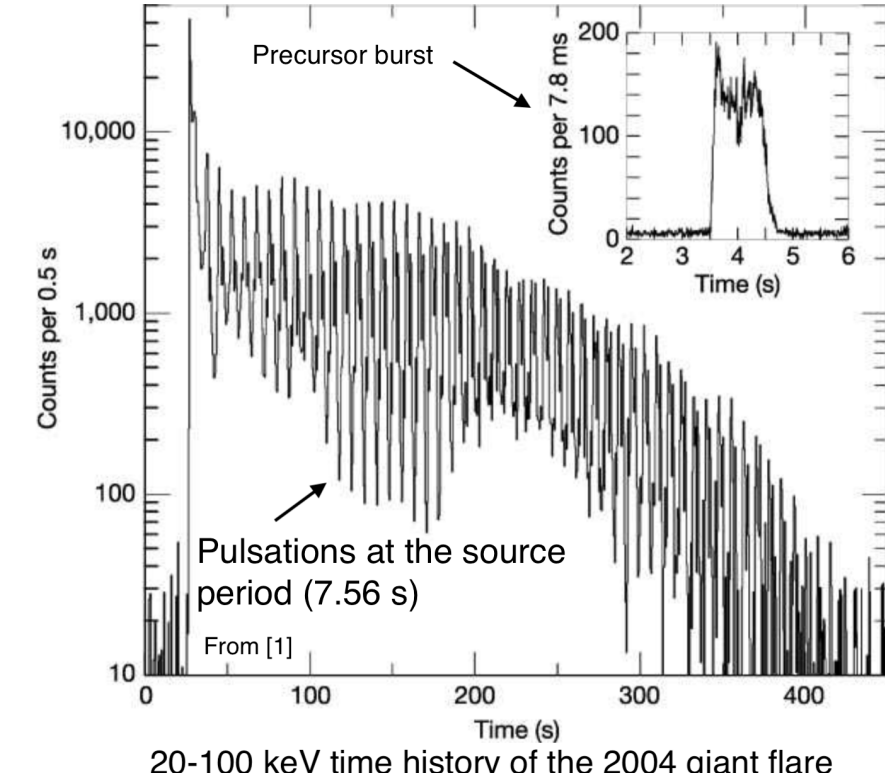 Precursor burst
200
100
0
Counts per 7.8 ms
2 3 4 5 6
Time (s)
10,000
1,000
100
10
Counts per 0.5 s
Pulsations at the source
period (7.56 s)
From [1]
0 100 200 300 400
Time (s)
20-100 keV time history of the 2004 giant flare